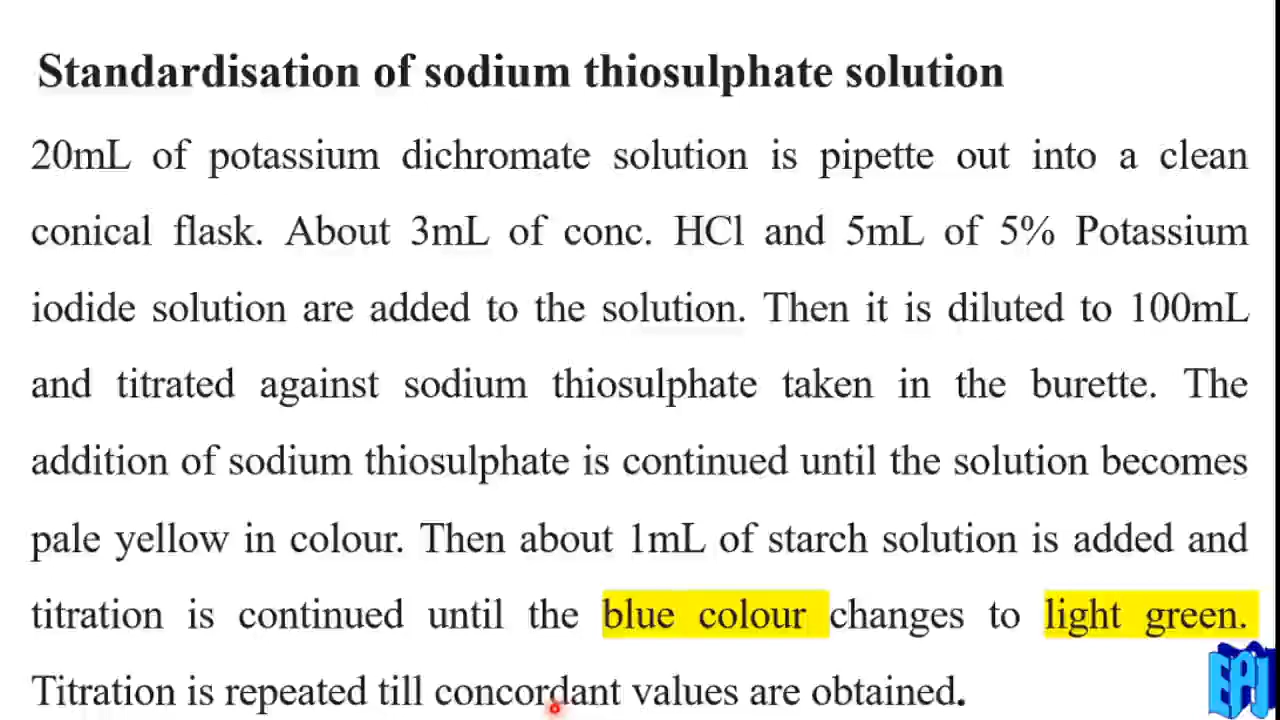 Standardisation of sodium thiosulphate solution
20mL of potassium dichromate solution is pipette out into a clean
conical flask. About 3mL of conc. HCl and 5mL of 5% Potassium
iodide solution are added to the solution. Then it is diluted to 100mL
and titrated against sodium thiosulphate taken in the burette. The
addition of sodium thiosulphate is continued until the solution becomes
pale yellow in colour. Then about 1mL of starch solution is added and
titration is continued until the blue colour changes to light green.
Titration is repeated till concordant values are obtained.
EPJ